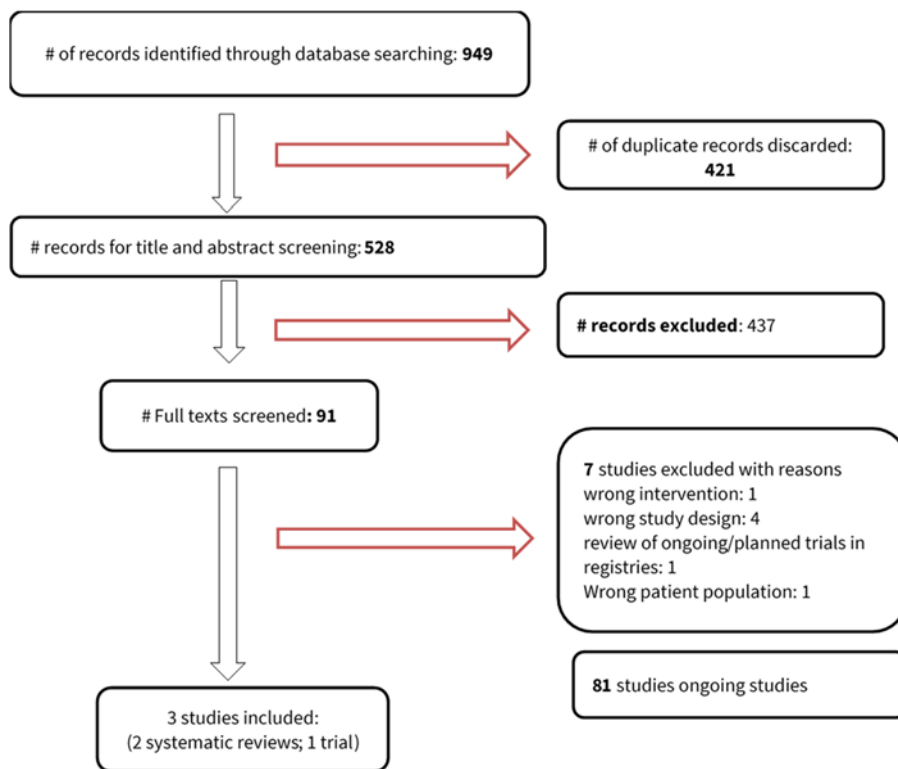 # of records identified through database searching: 949
# of duplicate records discarded:
421
# records for title and abstract screening: 528
# records excluded: 437
# Full texts screened: 91
7 studies excluded with reasons
wrong intervention: 1
wrong study design: 4
review of ongoing/planned trials in
registries: 1
Wrong patient population: 1
81 studies ongoing studies
3 studies included:
(2 systematic reviews; 1 trial)